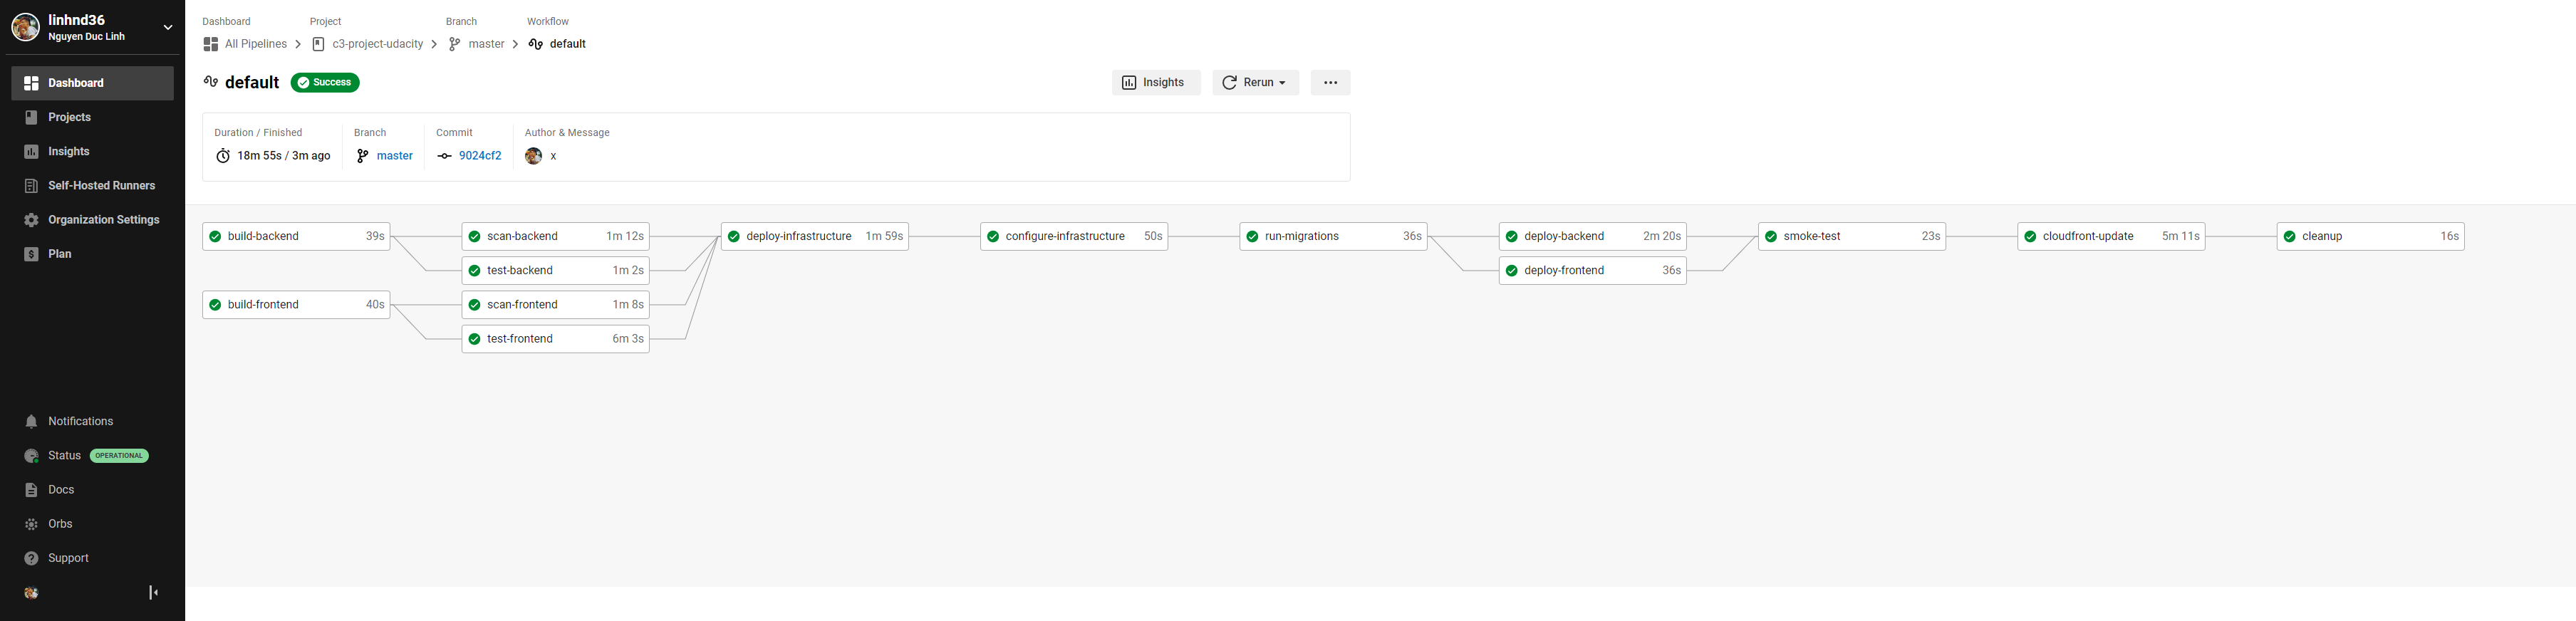 linhnd36
Nguyen Duc Linh
Dashboard
Projects
Insights
Self-Hosted Runners
Organization Settings
Plan
Notifications
Status OPERATIONAL
Docs
Orbs
Support
Dashboard Project Branch Workflow
All Pipelines c3-project-udacity master default
default Success
Insights Rerun
Duration / Finished Branch Commit Author & Message
18m 55s / 3m ago master 9024cf2 x
build-backend 39s scan-backend 1m 12s deploy-infrastructure 1m 59s configure-infrastructure 50s run-migrations 36s deploy-backend 2m 20s smoke-test 23s cloudfront-update 5m 11s cleanup 16s
test-backend 1m 2s deploy-frontend 36s
build-frontend 40s scan-frontend 1m 8s
test-frontend 6m 3s